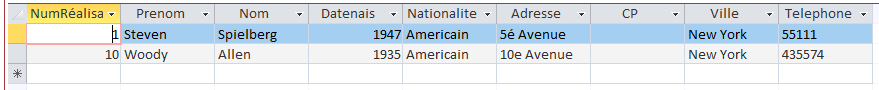 NumRéalisa Prenom Nom Datenais Nationalite Adresse CP Ville Telephone
1 Steven Spielberg 1947 Americain 5é Avenue New York 55111
10 Woody Allen 1935 Americain 10e Avenue New York 435574